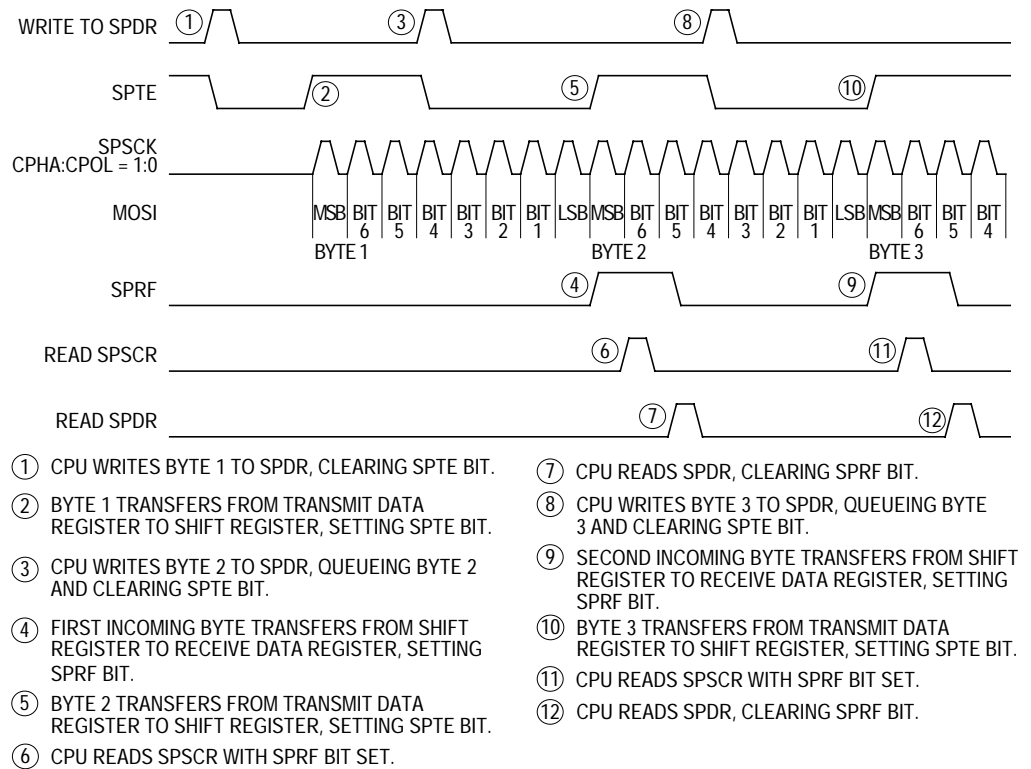 WRITE TO SPDR
1
3
8
SPTE
2
5
10
SPSCK
CPHA:CPOL = 1:0
MOSI
MSB BIT BIT BIT BIT BIT BIT LSB MSB BIT BIT BIT BIT BIT BIT LSB MSB BIT BIT BIT
6 5 4 3 2 1 6 5 4 3 2 1 6 5 4
BYTE 1 BYTE 2 BYTE 3
SPRF
4
9
READ SPSCR
6
11
READ SPDR
7
12
1 CPU WRITES BYTE 1 TO SPDR, CLEARING SPTE BIT.
2 BYTE 1 TRANSFERS FROM TRANSMIT DATA
REGISTER TO SHIFT REGISTER, SETTING SPTE BIT.
3 CPU WRITES BYTE 2 TO SPDR, QUEUEING BYTE 2
AND CLEARING SPTE BIT.
4 FIRST INCOMING BYTE TRANSFERS FROM SHIFT
REGISTER TO RECEIVE DATA REGISTER, SETTING
SPRF BIT.
5 BYTE 2 TRANSFERS FROM TRANSMIT DATA
REGISTER TO SHIFT REGISTER, SETTING SPTE BIT.
6 CPU READS SPSCR WITH SPRF BIT SET.
7 CPU READS SPDR, CLEARING SPRF BIT.
8 CPU WRITES BYTE 3 TO SPDR, QUEUEING BYTE
3 AND CLEARING SPTE BIT.
9 SECOND INCOMING BYTE TRANSFERS FROM SHIFT
REGISTER TO RECEIVE DATA REGISTER, SETTING
SPRF BIT.
10 BYTE 3 TRANSFERS FROM TRANSMIT DATA
REGISTER TO SHIFT REGISTER, SETTING SPTE BIT.
11 CPU READS SPSCR WITH SPRF BIT SET.
12 CPU READS SPDR, CLEARING SPRF BIT.